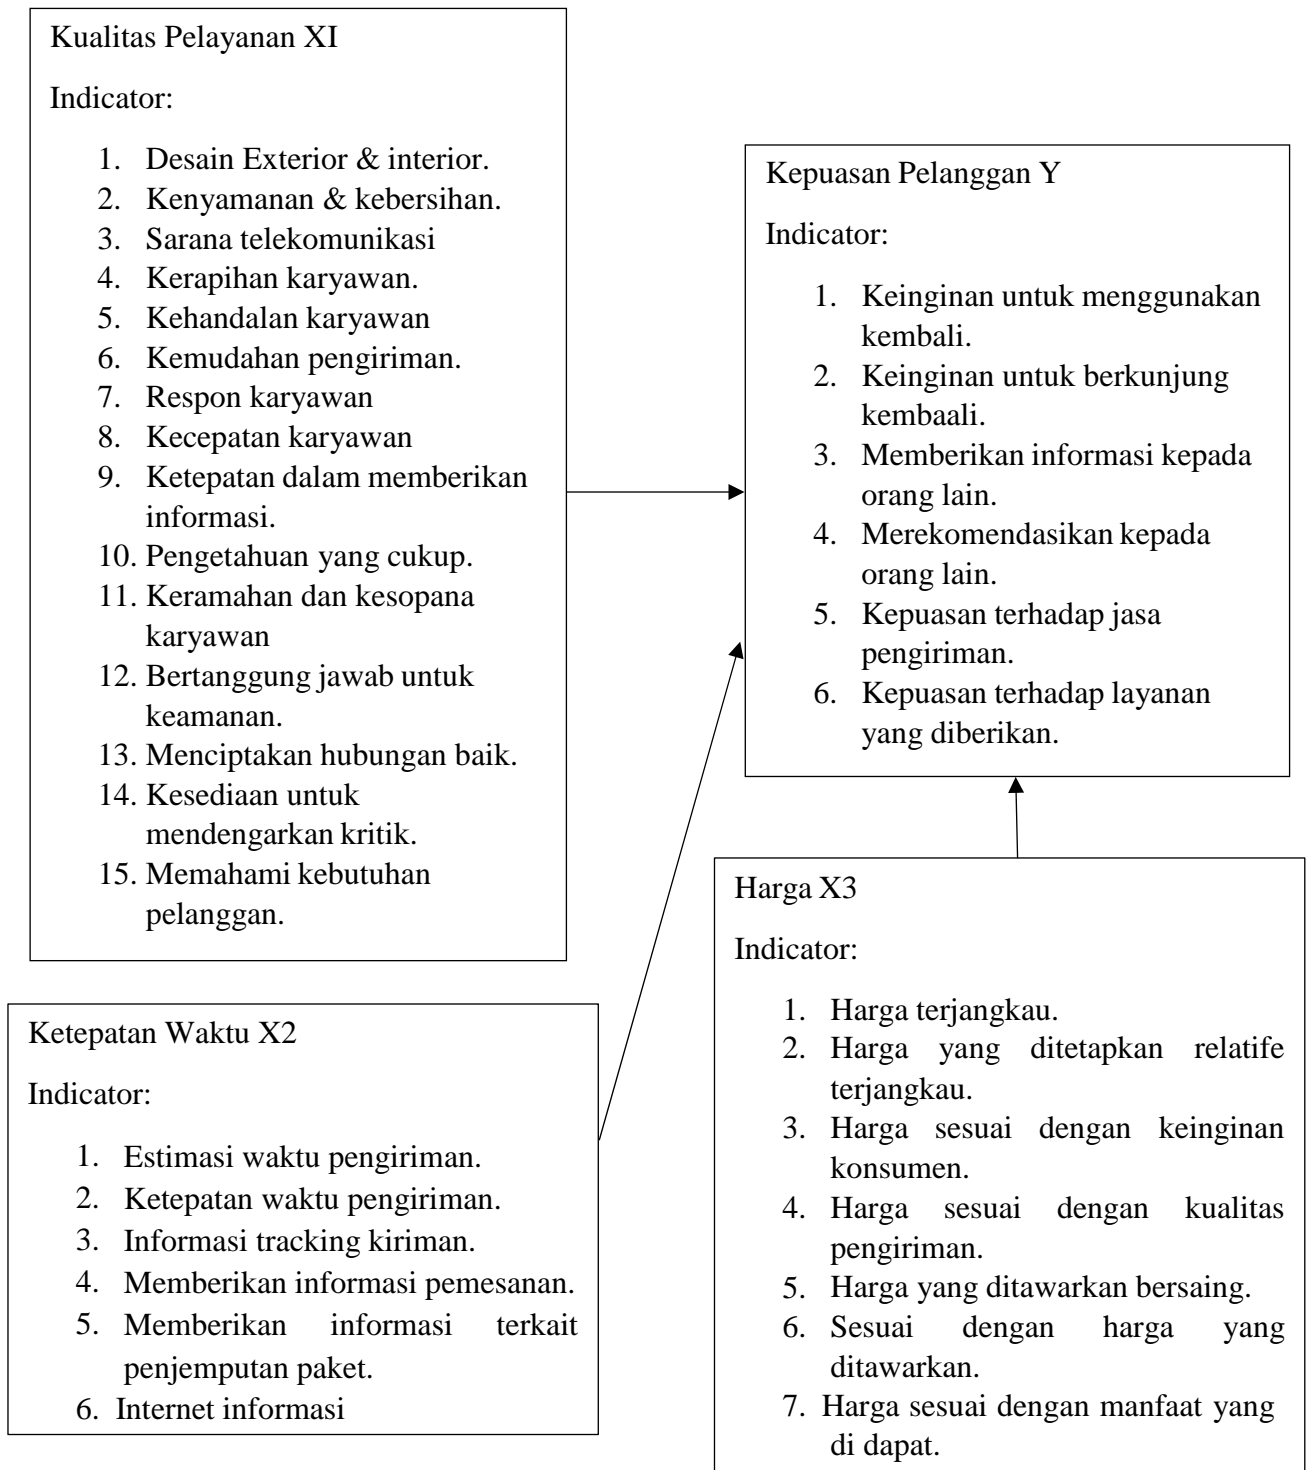 Kualitas Pelayanan XI
Indicator:
1. Desain Exterior & interior.
2. Kenyamanan & kebersihan.
3. Sarana telekomunikasi
4. Kerapihan karyawan.
5. Kehandalan karyawan
6. Kemudahan pengiriman.
7. Respon karyawan
8. Kecepatan karyawan
9. Ketepatan dalam memberikan
informasi.
10. Pengetahuan yang cukup.
11. Keramahan dan kesopana
karyawan
12. Bertanggung jawab untuk
keamanan.
13. Menciptakan hubungan baik.
14. Kesediaan untuk
mendengarkan kritik.
15. Memahami kebutuhan
pelanggan.
Kepuasan Pelanggan Y
Indicator:
1. Keinginan untuk menggunakan
kembali.
2. Keinginan untuk berkunjung
kembaali.
3. Memberikan informasi kepada
orang lain.
4. Merekomendasikan kepada
orang lain.
5. Kepuasan terhadap jasa
pengiriman.
6. Kepuasan terhadap layanan
yang diberikan.
Ketepatan Waktu X2
Indicator:
1. Estimasi waktu pengiriman.
2. Ketepatan waktu pengiriman.
3. Informasi tracking kiriman.
4. Memberikan informasi pemesanan.
5. Memberikan informasi terkait
penjemputan paket.
6. Internet informasi
Harga X3
Indicator:
1. Harga terjangkau.
2. Harga yang ditetapkan relatife
terjangkau.
3. Harga sesuai dengan keinginan
konsumen.
4. Harga sesuai dengan kualitas
pengiriman.
5. Harga yang ditawarkan bersaing.
6. Sesuai dengan harga yang
ditawarkan.
7. Harga sesuai dengan manfaat yang
di dapat.